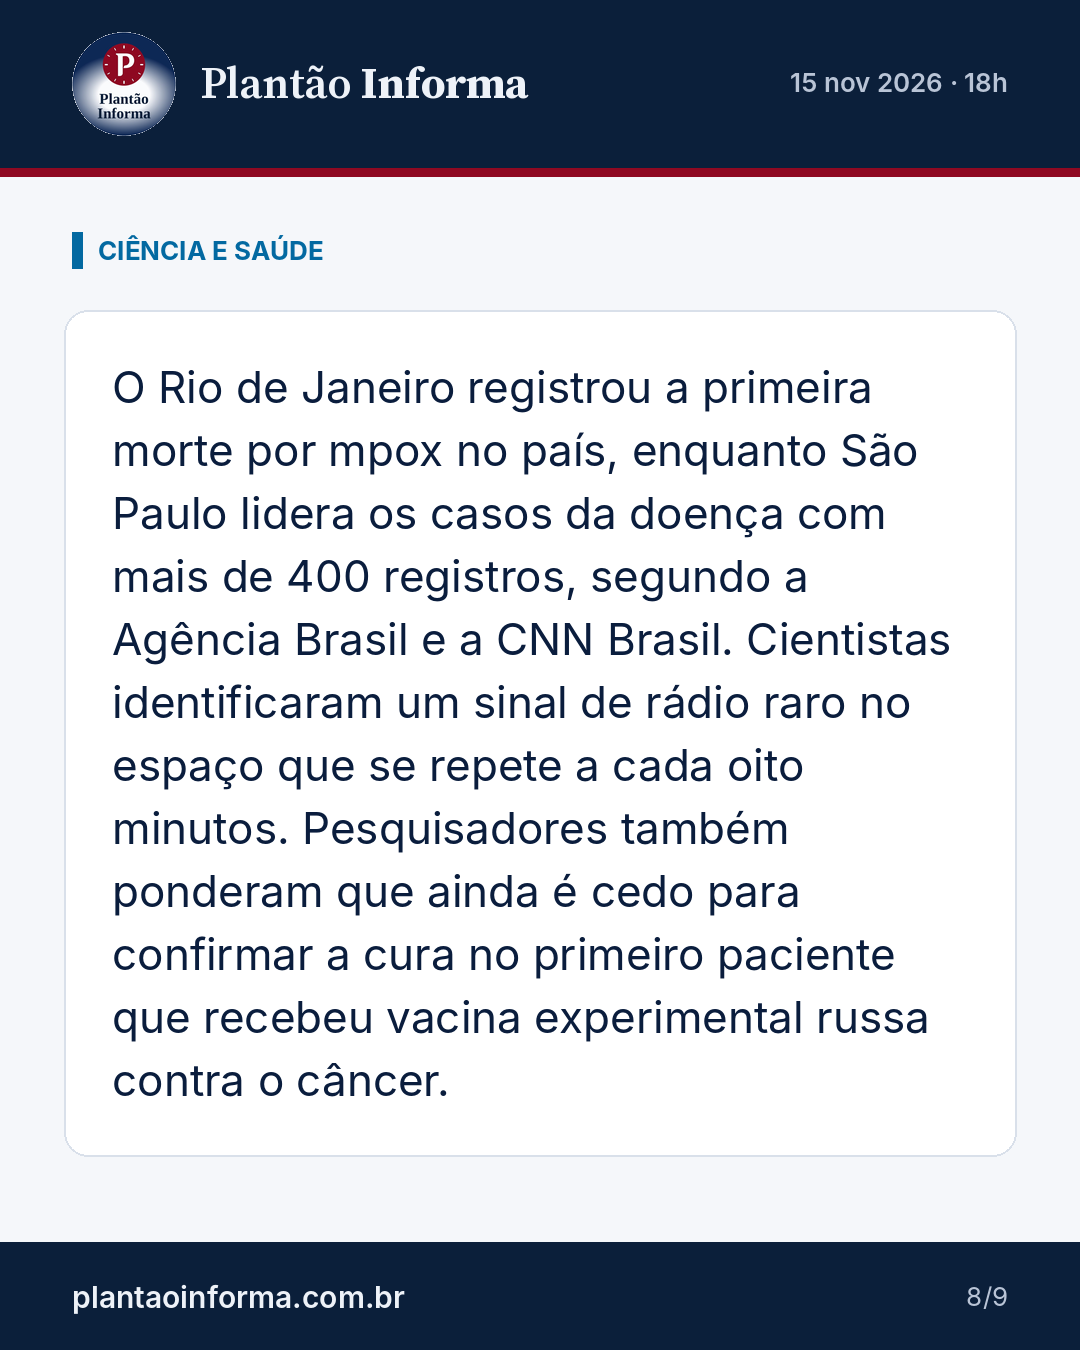 P
Plantão
Informa
Plantão Informa
15 nov 2026 · 18h
CIÊNCIA E SAÚDE
O Rio de Janeiro registrou a primeira
morte por mpox no país, enquanto São
Paulo lidera os casos da doença com
mais de 400 registros, segundo a
Agência Brasil e a CNN Brasil. Cientistas
identificaram um sinal de rádio raro no
espaço que se repete a cada oito
minutos. Pesquisadores também
ponderam que ainda é cedo para
confirmar a cura no primeiro paciente
que recebeu vacina experimental russa
contra o câncer.
plantaoinforma.com.br
8/9